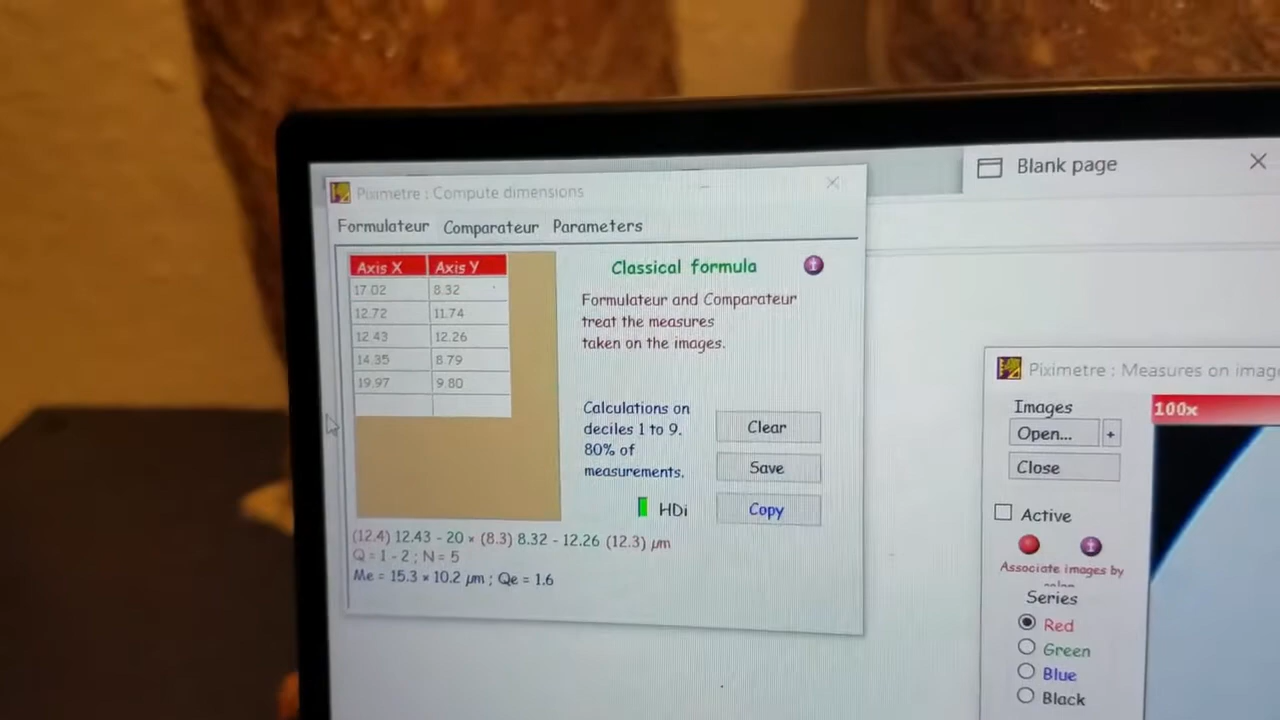 Blank page
Piximetre : Compute dimensions
Formulateur Comparateur Parameters
Axis X Axis Y
17.02 8.32
12.72 11.74
12.43 12.26
14.35 8.79
19.97 9.80
Classical formula
Formulateur and Comparateur
treat the measures
taken on the images.
Calculations on
deciles 1 to 9.
80% of
measurements.
Clear
Save
HDi
Copy
(12.4) 12.43 - 20 × (8.3) 8.32 - 12.26 (12.3) µm
Q = 1 - 2 ; N = 5
Me = 15.3 × 10.2 µm ; Qe = 1.6
Piximetre : Measures on imag
Images
100x
Open... +
Close
Active
Associate images by
Series
Red
Green
Blue
Black